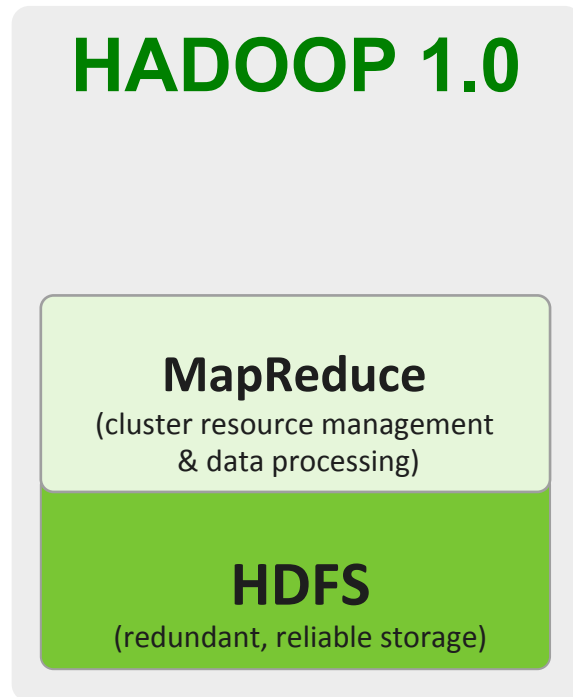 HADOOP 1.0
MapReduce
(cluster resource management
& data processing)
HDFS
(redundant, reliable storage)